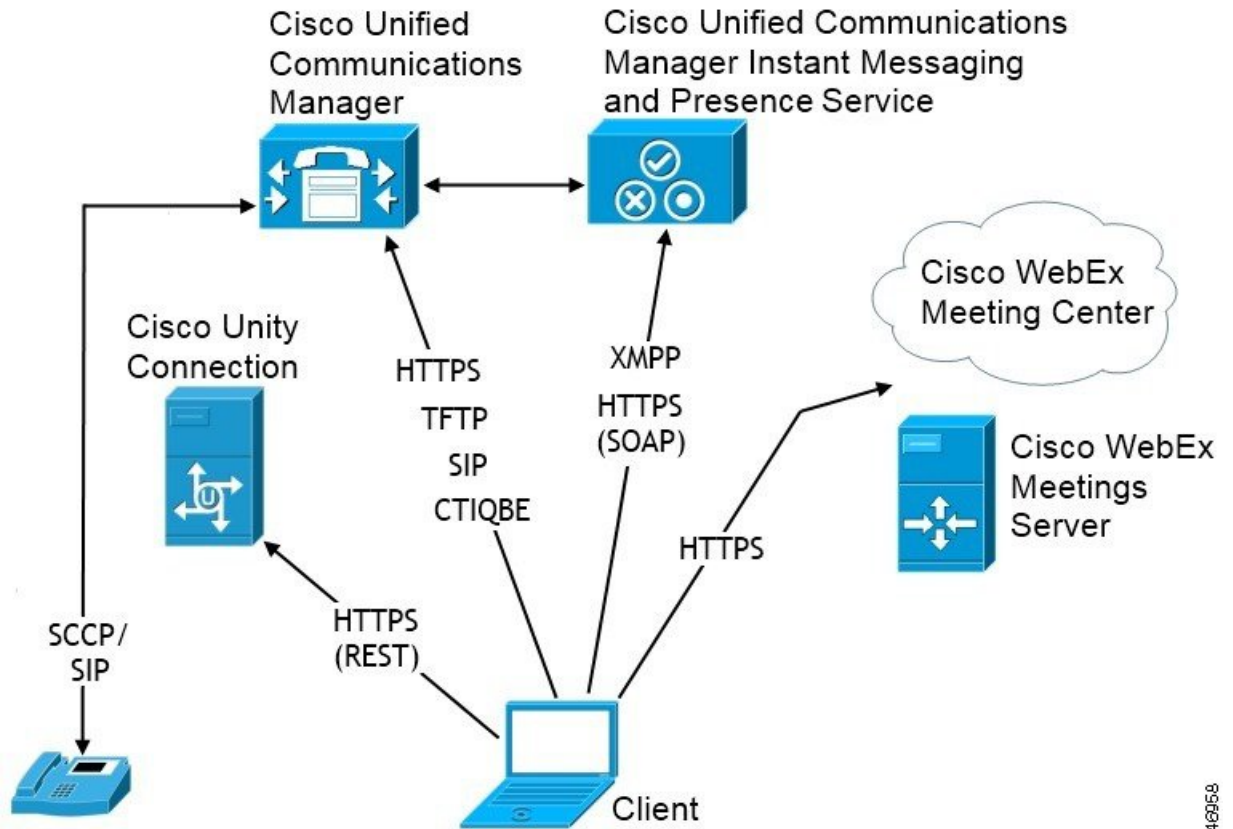 Cisco Unified
Communications
Manager
Cisco Unified Communications
Manager Instant Messaging
and Presence Service
Cisco WebEx
Meeting Center
Cisco Unity
Connection
HTTPS
TFTP
SIP
CTIQBE
XMPP
HTTPS
(SOAP)
Cisco WebEx
Meetings
Server
U
HTTPS
SCCP/
SIP
HTTPS
(REST)
Client